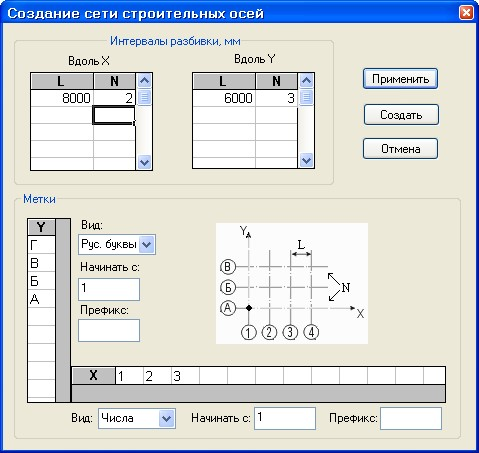 Создание сети строительных осей
Интервалы разбивки, мм
Вдоль X
Вдоль Y
L N
8000 2
L N
6000 3
Применить
Создать
Отмена
Метки
Y
Г
В
Б
А
Вид:
Рус. буквы
Начинать с:
1
Префикс:
Y
L
В
Б
А
N
X
1 2 3 4
X 1 2 3
Вид: Числа Начинать с: 1 Префикс: